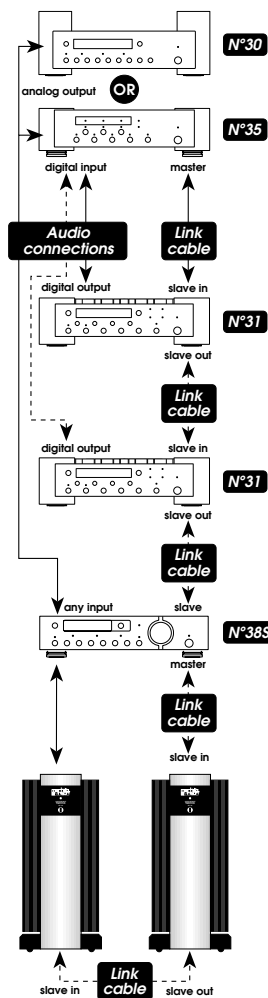 N°30
analog output OR
N°35
digital input master
Audio connections
Link cable
digital output slave in
N°31
slave out
Link cable
digital output slave in
N°31
slave out
Link cable
any input slave
N°38S
master
Link cable
slave in
Link cable
slave in slave out